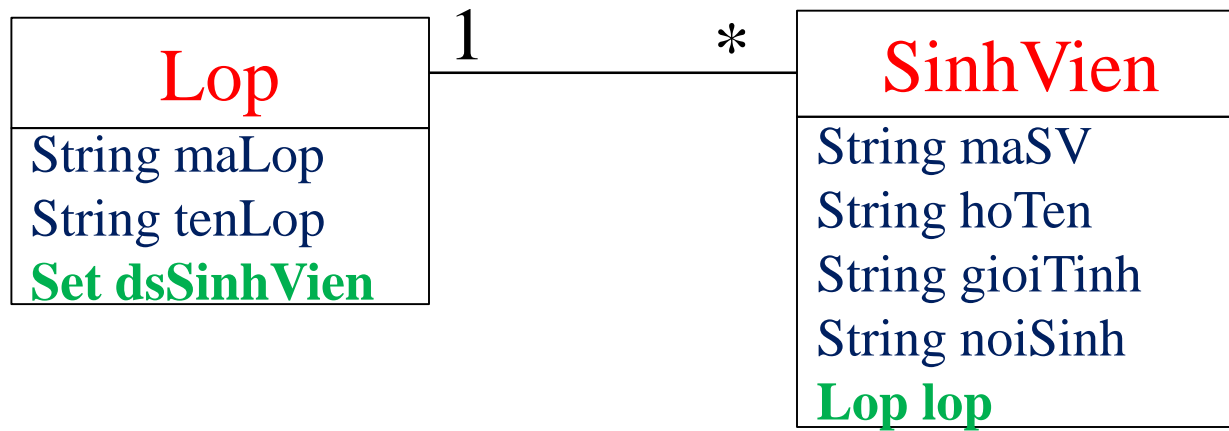 Lop
String maLop
String tenLop
Set dsSinhVien
1
*
SinhVien
String maSV
String hoTen
String gioiTinh
String noiSinh
Lop lop